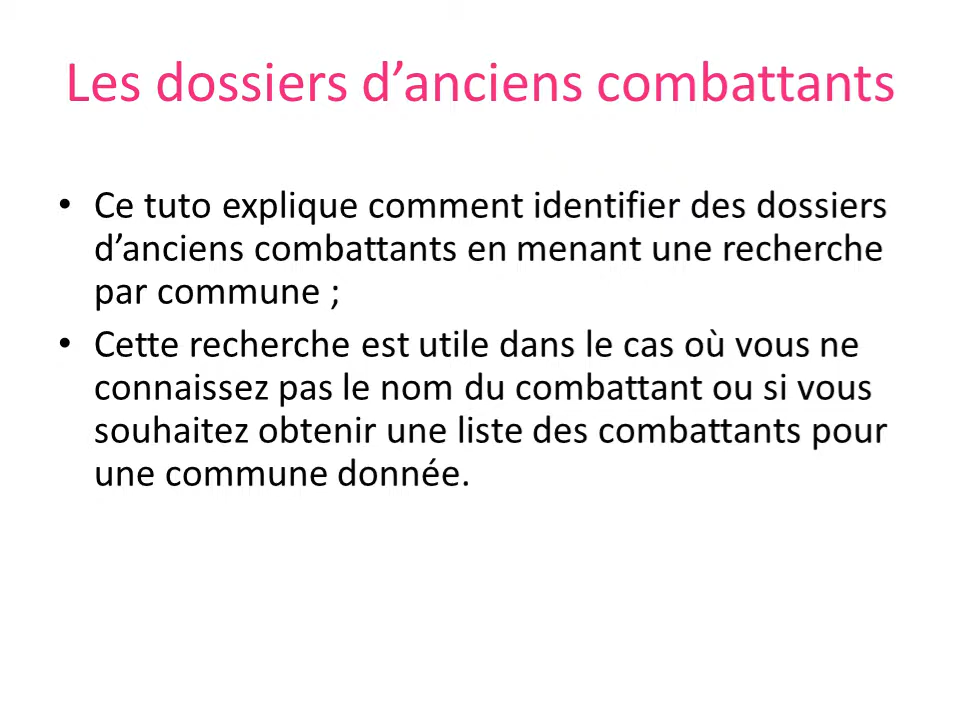 Les dossiers d’anciens combattants
• Ce tuto explique comment identifier des dossiers
d’anciens combattants en menant une recherche
par commune ;
• Cette recherche est utile dans le cas où vous ne
connaissez pas le nom du combattant ou si vous
souhaitez obtenir une liste des combattants pour
une commune donnée.